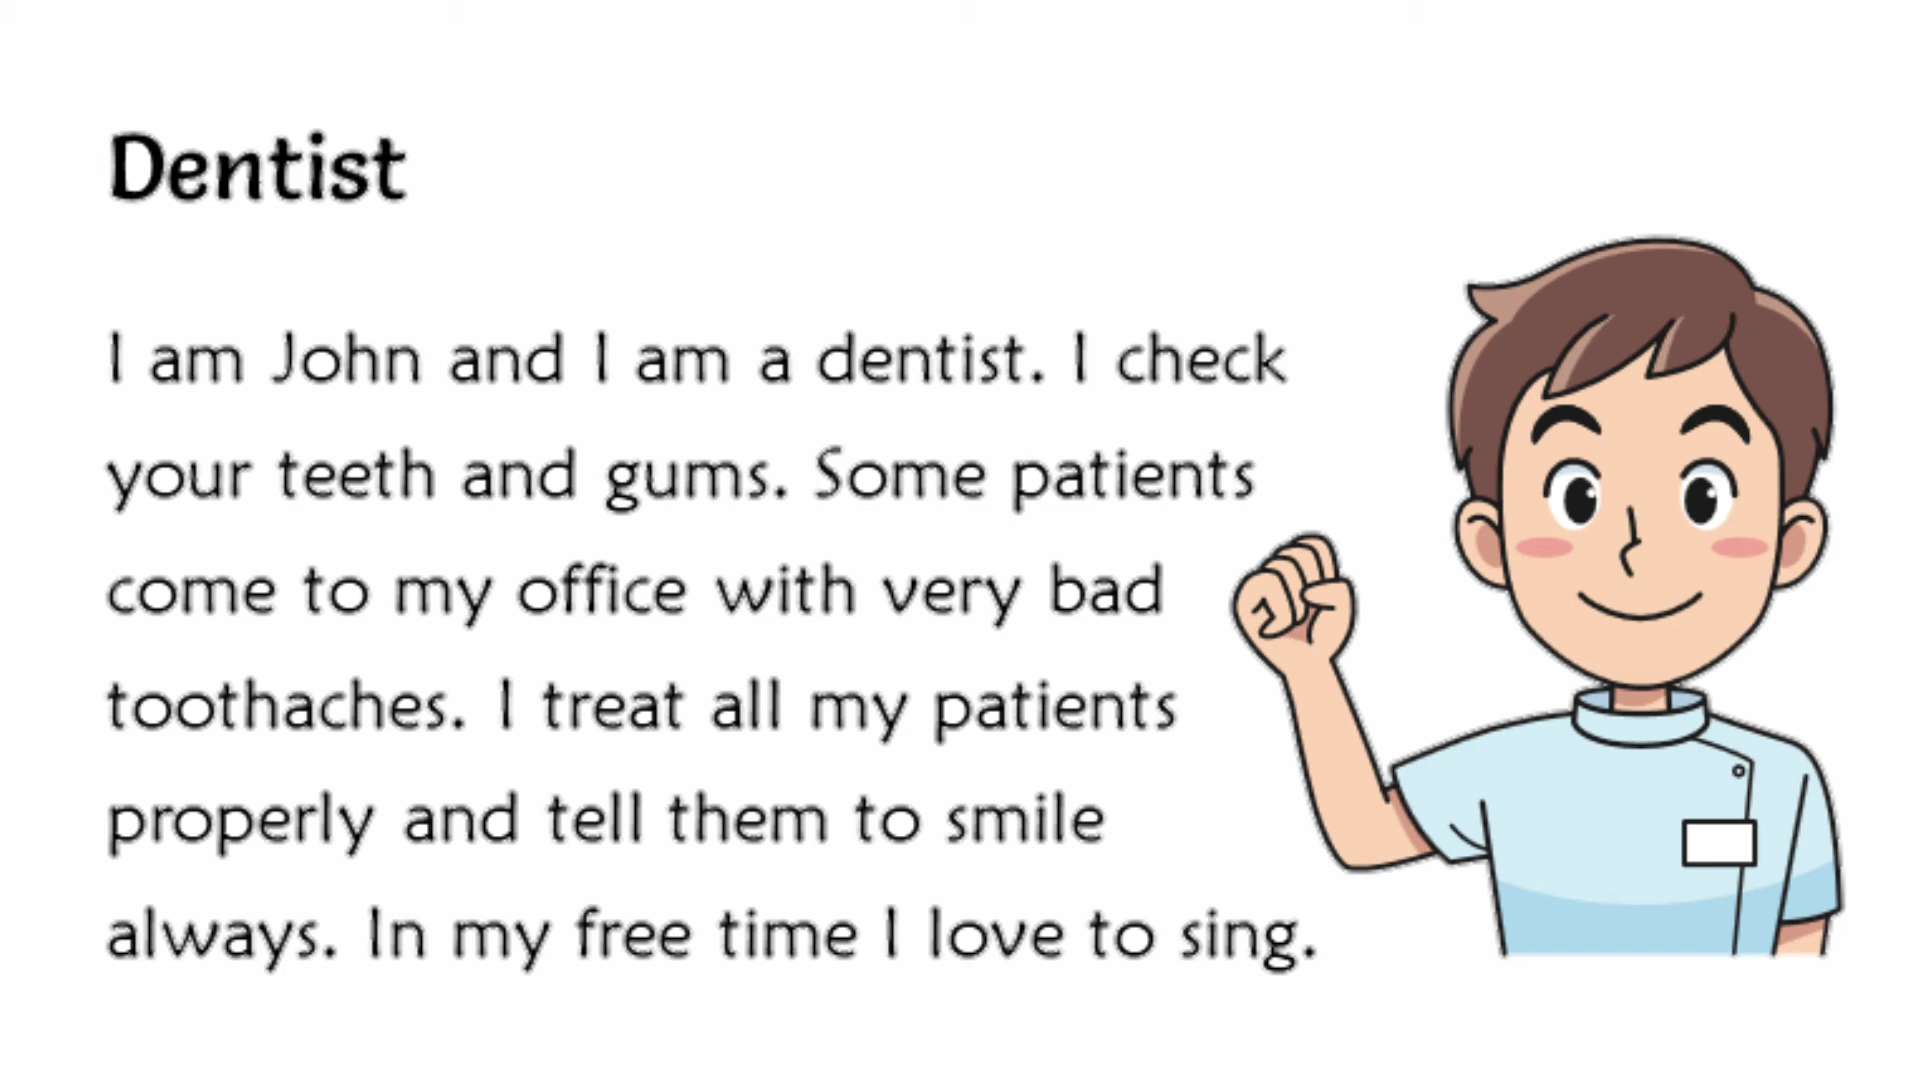 Dentist
I am John and I am a dentist. I check
your teeth and gums. Some patients
come to my office with very bad
toothaches. I treat all my patients
properly and tell them to smile
always. In my free time I love to sing.